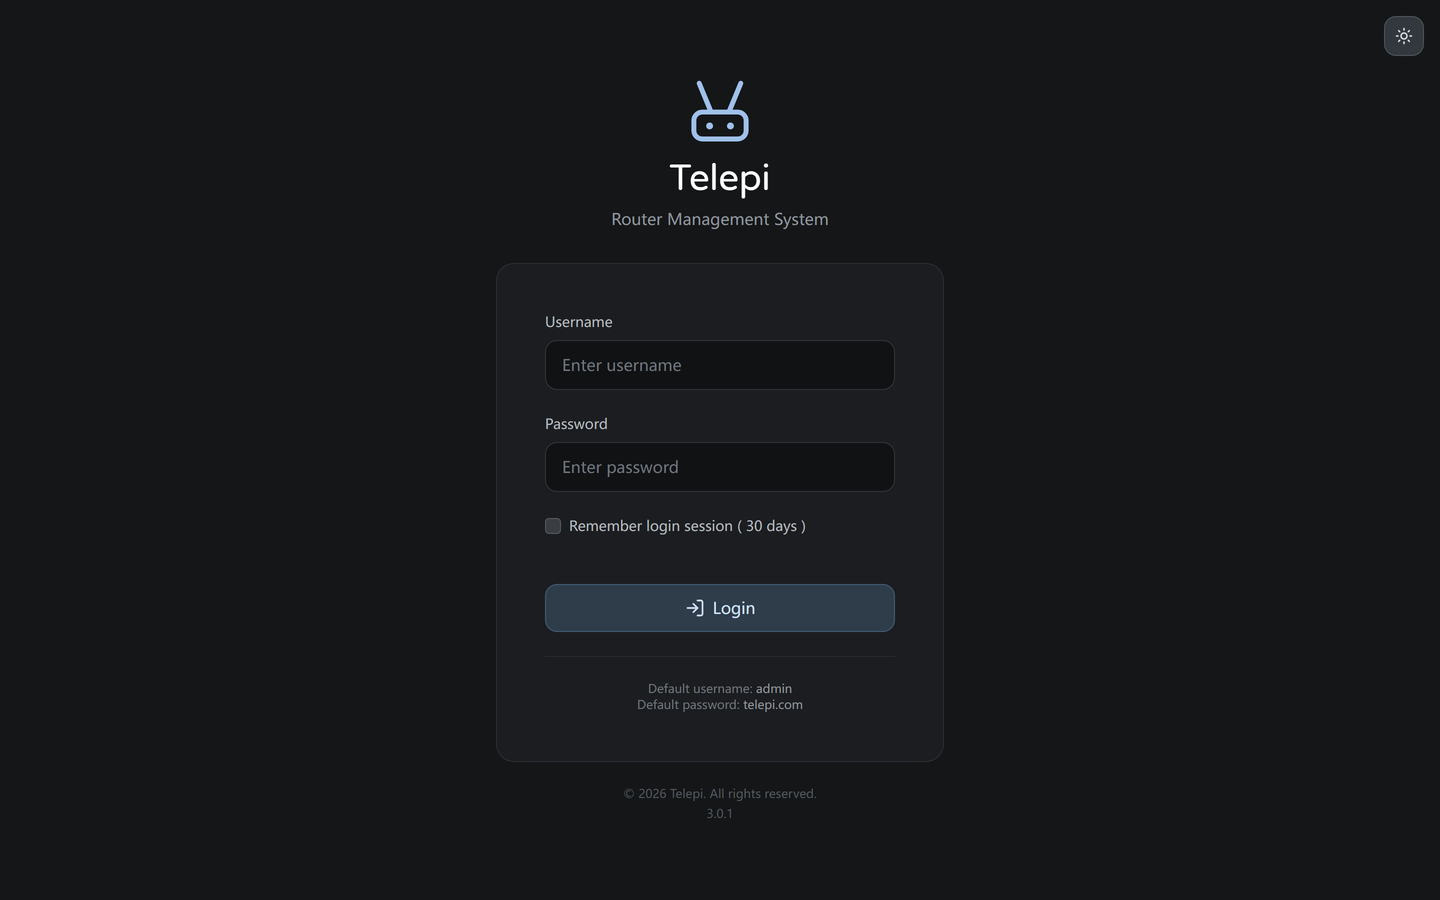 Telepi
Router Management System
Username
Enter username
Password
Enter password
Remember login session ( 30 days )
Login
Default username: admin
Default password: telepi.com
© 2026 Telepi. All rights reserved.
3.0.1